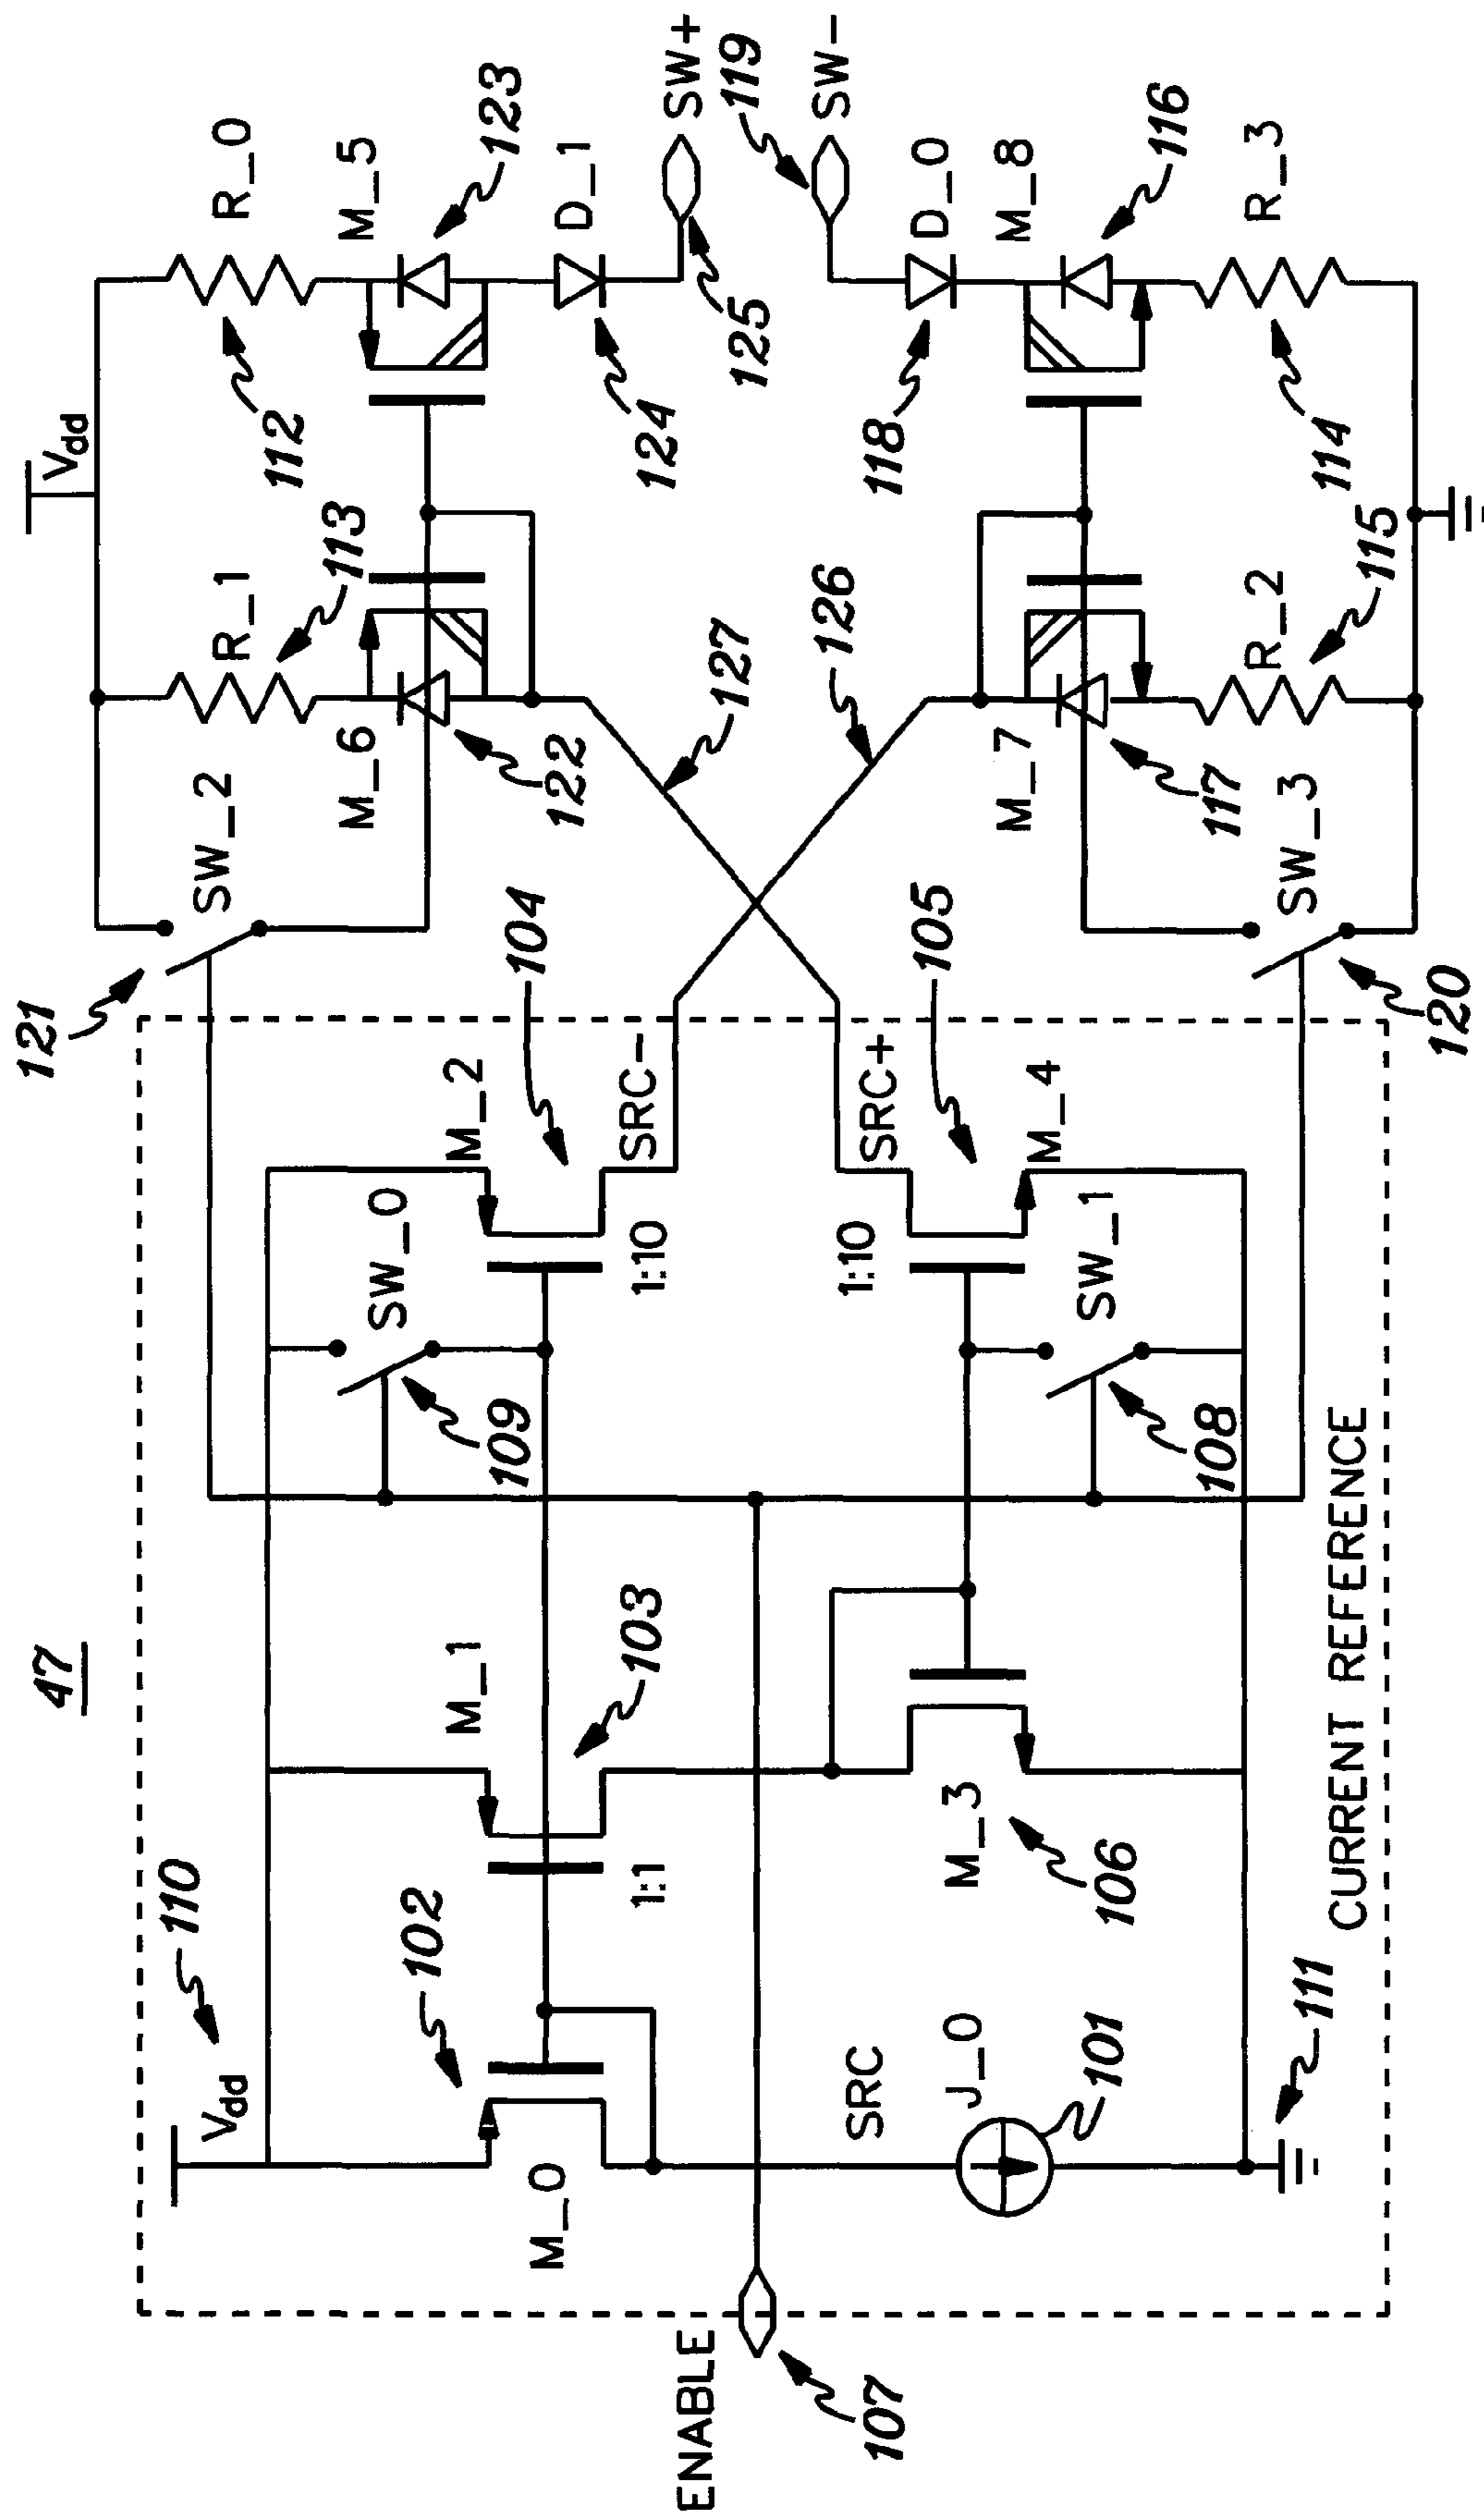 47
121
SW_2
R_1
113
Vdd
R_0
112
M_5
123
M_6
122
D_1
124
SW+
125
119
SW-
127
126
118
D_0
M_8
116
M_7
117
R_2
115
R_3
114
SW_3
120
110
Vdd
102
M_0
M_1
103
1:1
SW_0
109
M_2
104
SRC-
1:10
SRC+
105
1:10
M_4
SW_1
108
M_3
106
ENABLE
107
SRC
J_0
101
111
CURRENT REFERENCE